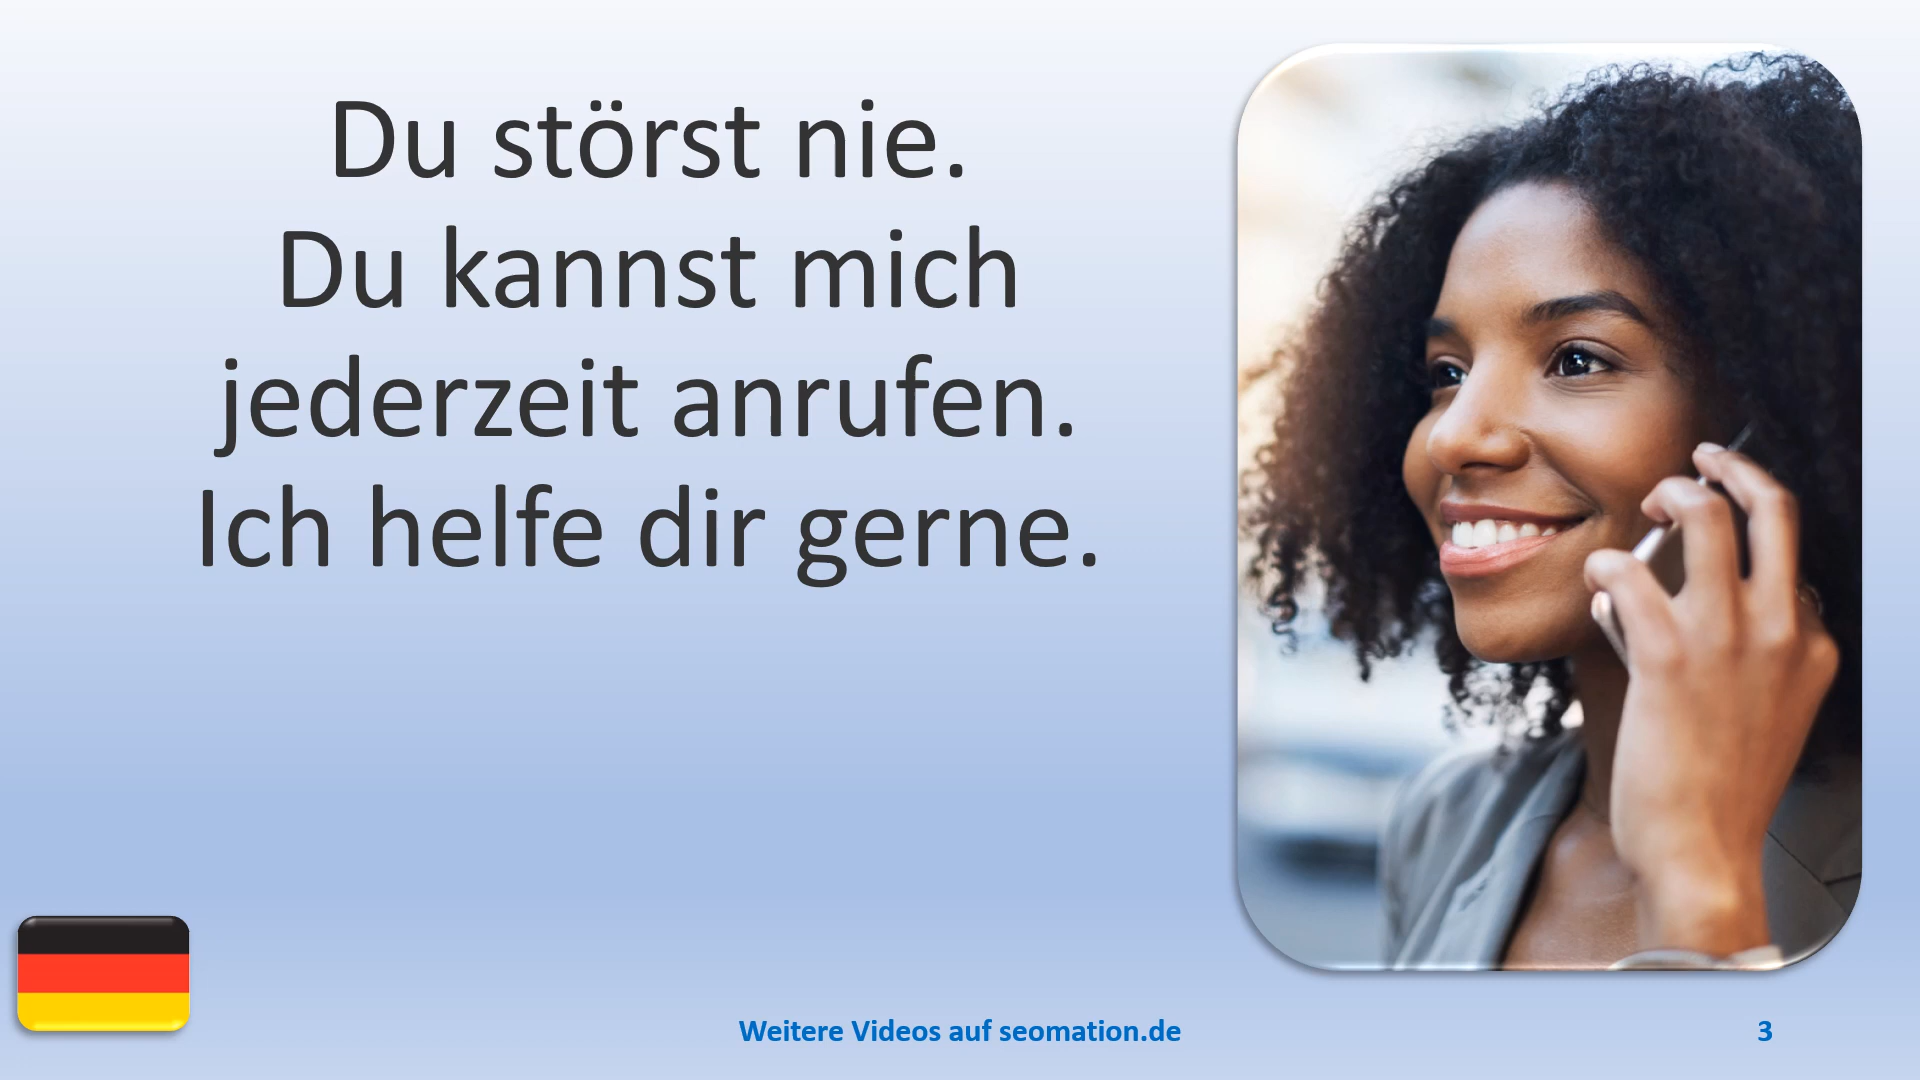 Du störst nie.
Du kannst mich
jederzeit anrufen.
Ich helfe dir gerne.
Weitere Videos auf seomation.de
3